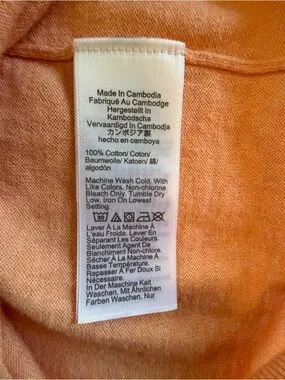 Made In Cambodia
Fabriqué Au Cambodge
Hergestellt In
Kambodscha
Vervaardigd In Cambodja
カンボジア製
hecho en camboya
100% Cotton/ Coton/
Baumwolle/ Katoen/ 綿/
algodón
Machine Wash Cold. With
Like Colors. Non-chlorine
Bleach Only. Tumble Dry
Low. Iron On Lowest
Setting
30
Laver À La Machine À
L'eau Froide. Laver En
Séparant Les Couleurs.
Seulement Agent De
Blanchiment Non-chlore.
Sécher À La Machine À
Basse Température.
Repasser À Fer Doux Si
Nécessaire.
In Der Maschine Kalt
Waschen, Mit Ähnlichen
Farben Waschen, Nur